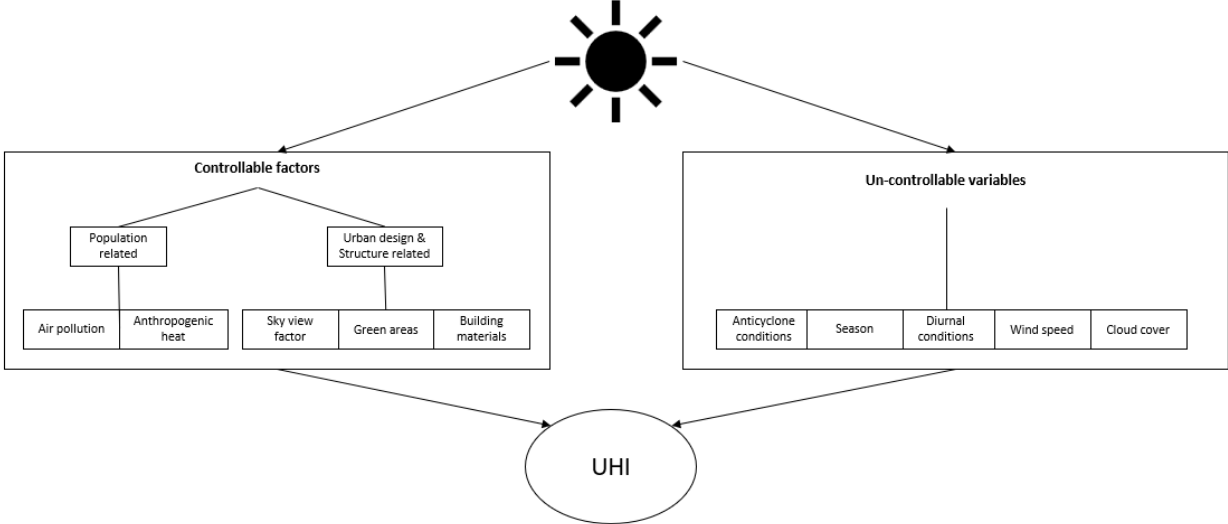 Controllable factors
Un-controllable variables
Population
related
Urban design &
Structure related
Air pollution
Anthropogenic
heat
Sky view
factor
Green areas
Building
materials
Anticyclone
conditions
Season
Diurnal
conditions
Wind speed
Cloud cover
UHI